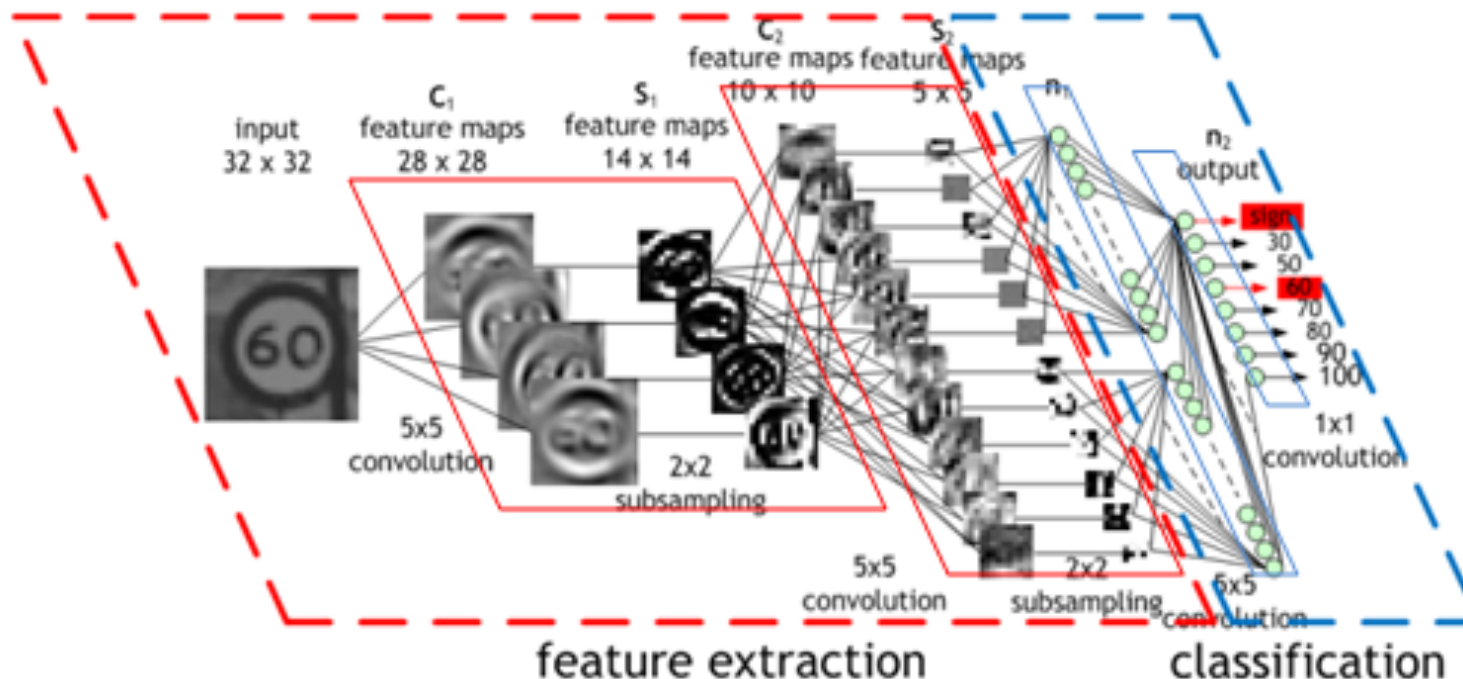 input
32 x 32
C1
feature maps
28 x 28
S1
feature maps
14 x 14
C2
feature maps
10 x 10
S2
feature maps
5 x 5
n1
n2
output
sign
30
50
60
70
80
90
100
60
5x5
convolution
2x2
subsampling
5x5
convolution
2x2
subsampling
5x5
convolution
1x1
convolution
feature extraction
classification